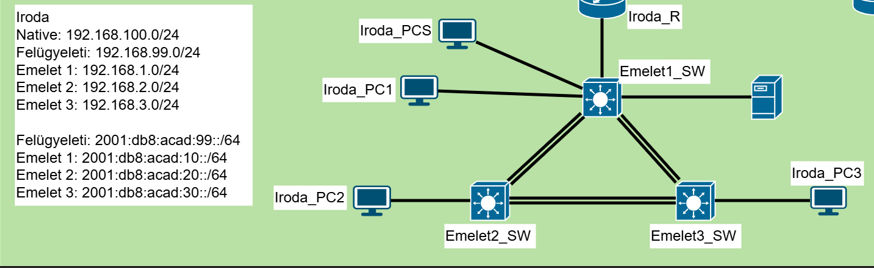 Iroda
Native: 192.168.100.0/24
Felügyeleti: 192.168.99.0/24
Emelet 1: 192.168.1.0/24
Emelet 2: 192.168.2.0/24
Emelet 3: 192.168.3.0/24
Felügyeleti: 2001:db8:acad:99::/64
Emelet 1: 2001:db8:acad:10::/64
Emelet 2: 2001:db8:acad:20::/64
Emelet 3: 2001:db8:acad:30::/64
Iroda_R
Iroda_PCS
Emelet1_SW
Iroda_PC1
Iroda_PC3
Iroda_PC2
Emelet2_SW
Emelet3_SW